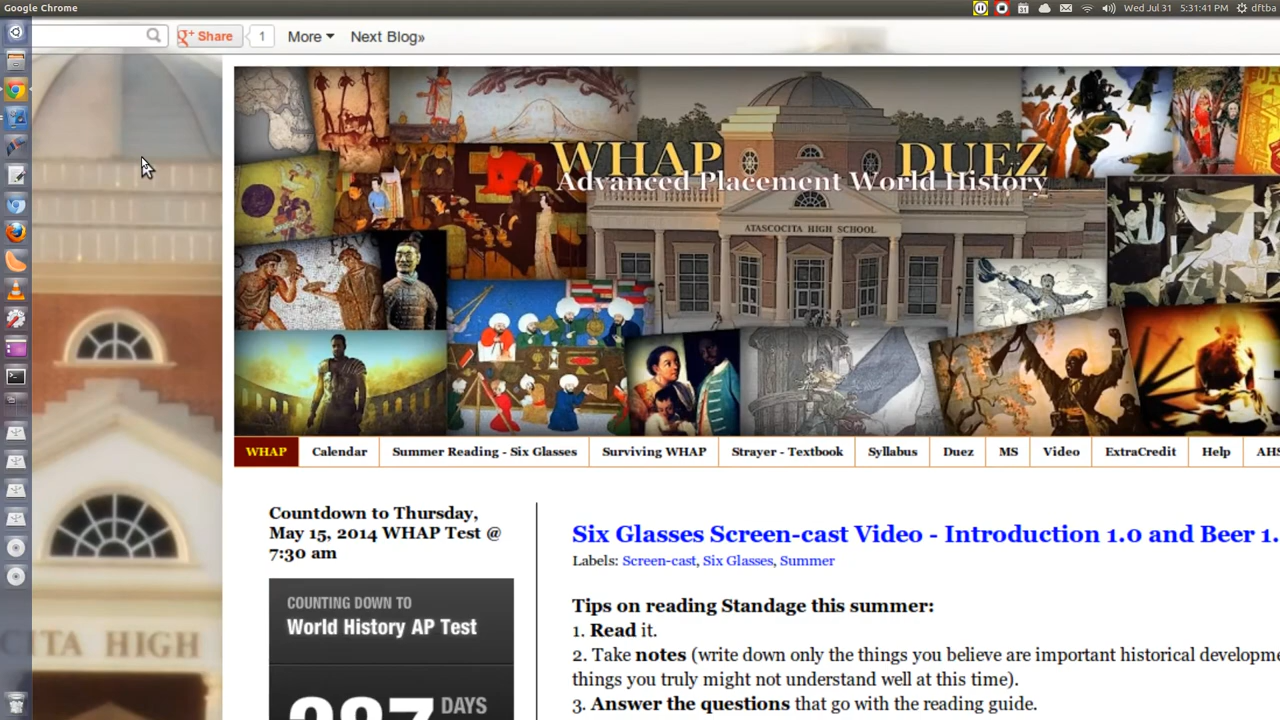 Google Chrome
31
Wed Jul 31 5:31:41 PM
dftba
Share
1
More
Next Blog»
WHAP DUEZ
Advanced Placement World History
ATASCOCITA HIGH SCHOOL
WHAP
Calendar
Summer Reading - Six Glasses
Surviving WHAP
Strayer - Textbook
Syllabus
Duez
MS
Video
ExtraCredit
Help
AHS
Countdown to Thursday,
May 15, 2014 WHAP Test @
7:30 am
COUNTING DOWN TO
World History AP Test
287 DAYS
Six Glasses Screen-cast Video - Introduction 1.0 and Beer 1.
Labels: Screen-cast, Six Glasses, Summer
Tips on reading Standage this summer:
1. Read it.
2. Take notes (write down only the things you believe are important historical developme
things you truly might not understand well at this time).
3. Answer the questions that go with the reading guide.
CITA HIGH